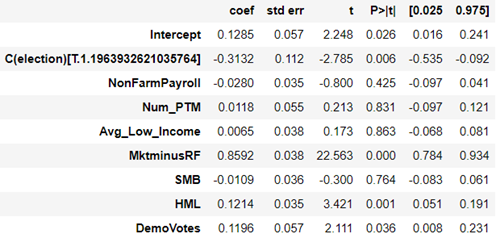 coef std err t P>|t| [0.025 0.975]
Intercept 0.1285 0.057 2.248 0.026 0.016 0.241
C(election)[T.1.1963932621035764] -0.3132 0.112 -2.785 0.006 -0.535 -0.092
NonFarmPayroll -0.0280 0.035 -0.800 0.425 -0.097 0.041
Num_PTM 0.0118 0.055 0.213 0.831 -0.097 0.121
Avg_Low_Income 0.0065 0.038 0.173 0.863 -0.068 0.081
MktminusRF 0.8592 0.038 22.563 0.000 0.784 0.934
SMB -0.0109 0.036 -0.300 0.764 -0.083 0.061
HML 0.1214 0.035 3.421 0.001 0.051 0.191
DemoVotes 0.1196 0.057 2.111 0.036 0.008 0.231